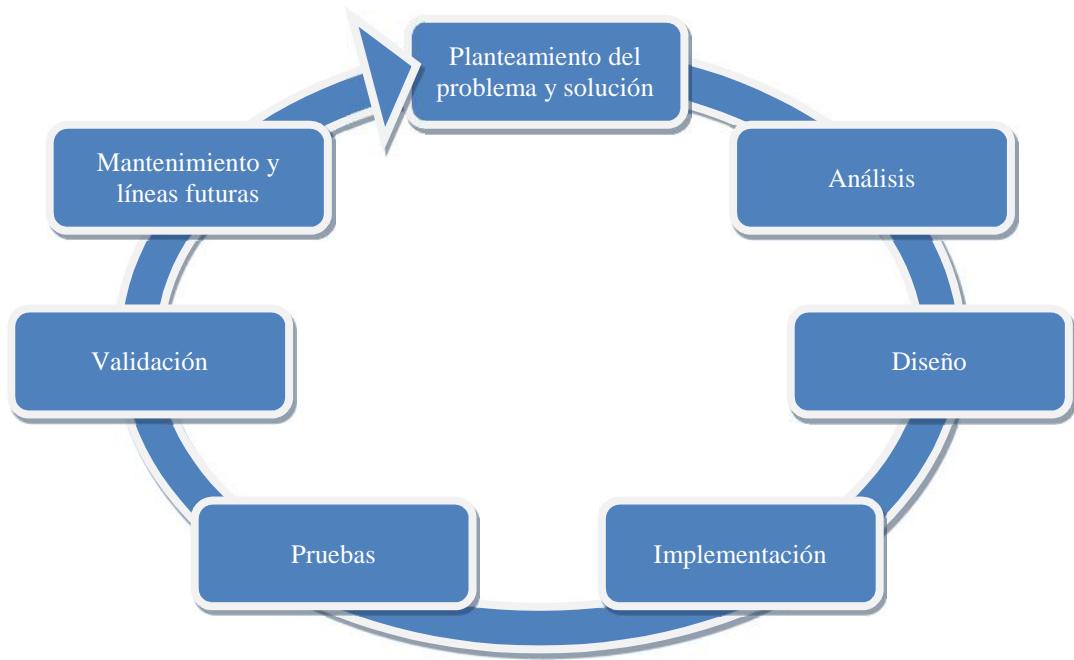 Planteamiento del
problema y solución
Análisis
Diseño
Implementación
Pruebas
Validación
Mantenimiento y
líneas futuras